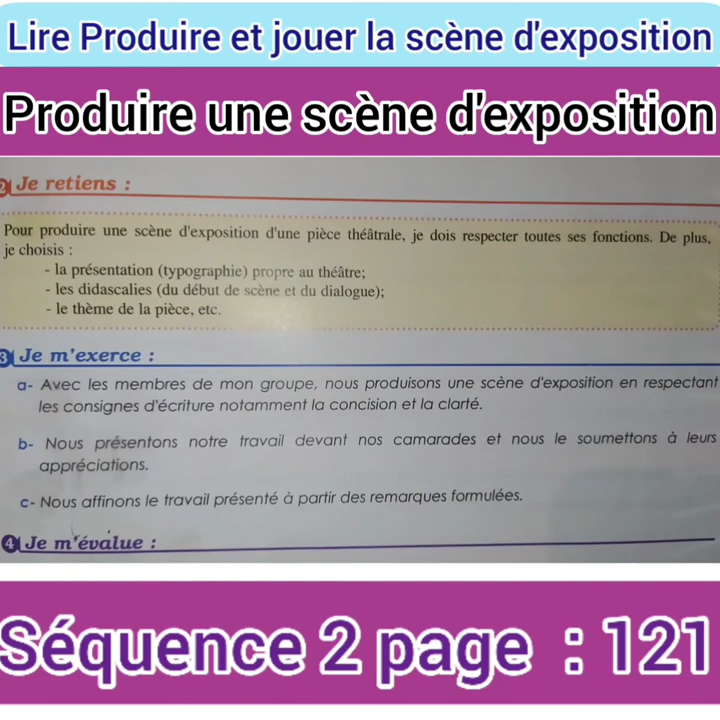 Lire Produire et jouer la scène d'exposition
Produire une scène d'exposition
2 Je retiens :
Pour produire une scène d'exposition d'une pièce théâtrale, je dois respecter toutes ses fonctions. De plus,
je choisis :
- la présentation (typographie) propre au théâtre;
- les didascalies (du début de scène et du dialogue);
- le thème de la pièce, etc.
3 Je m'exerce :
a- Avec les membres de mon groupe, nous produisons une scène d'exposition en respectant
les consignes d'écriture notamment la concision et la clarté.
b- Nous présentons notre travail devant nos camarades et nous le soumettons à leurs
appréciations.
c- Nous affinons le travail présenté à partir des remarques formulées.
4 Je m'évalue :
Séquence 2 page : 121